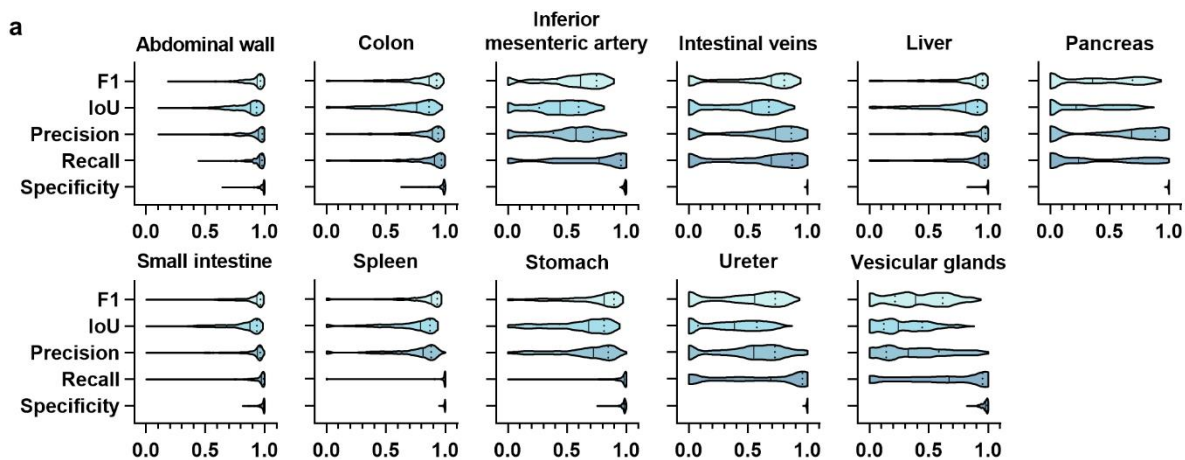 a
Abdominal wall
Colon
Inferior
mesenteric artery
Intestinal veins
Liver
Pancreas
F1
IoU
Precision
Recall
Specificity
0.0 0.5 1.0
0.0 0.5 1.0
0.0 0.5 1.0
0.0 0.5 1.0
0.0 0.5 1.0
0.0 0.5 1.0
Small intestine
Spleen
Stomach
Ureter
Vesicular glands
F1
IoU
Precision
Recall
Specificity
0.0 0.5 1.0
0.0 0.5 1.0
0.0 0.5 1.0
0.0 0.5 1.0
0.0 0.5 1.0